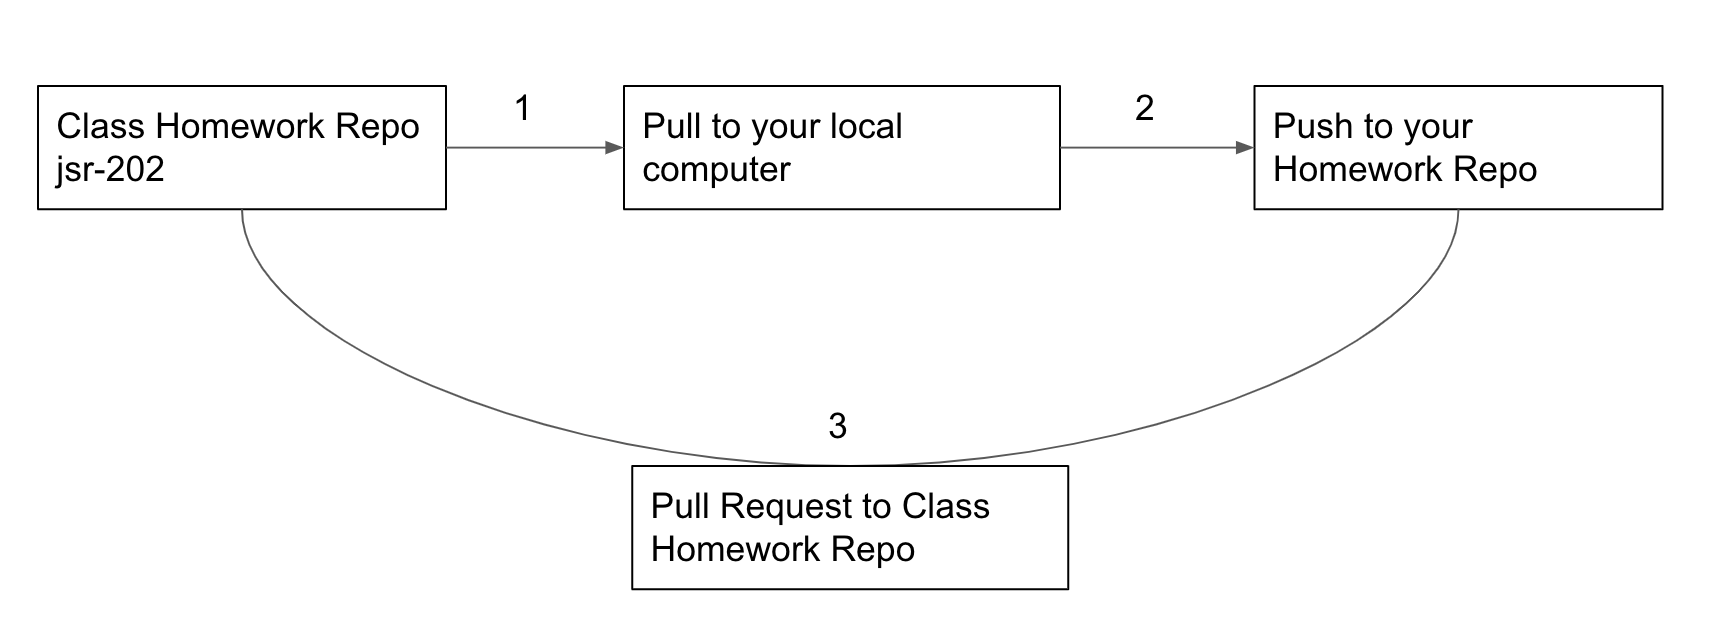 1
2
Class Homework Repo
jsr-202
Pull to your local
computer
Push to your
Homework Repo
3
Pull Request to Class
Homework Repo